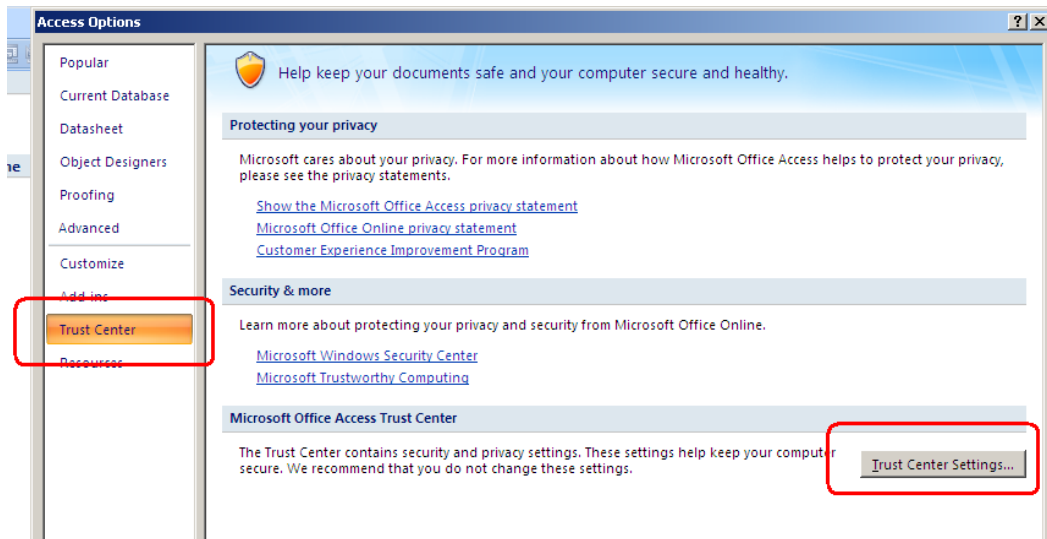 Access Options
Popular
Current Database
Datasheet
Object Designers
Proofing
Advanced
Customize
Add-ins
Trust Center
Resources
Help keep your documents safe and your computer secure and healthy.
Protecting your privacy
Microsoft cares about your privacy. For more information about how Microsoft Office Access helps to protect your privacy,
please see the privacy statements.
Show the Microsoft Office Access privacy statement
Microsoft Office Online privacy statement
Customer Experience Improvement Program
Security & more
Learn more about protecting your privacy and security from Microsoft Office Online.
Microsoft Windows Security Center
Microsoft Trustworthy Computing
Microsoft Office Access Trust Center
The Trust Center contains security and privacy settings. These settings help keep your computer
secure. We recommend that you do not change these settings.
Trust Center Settings...